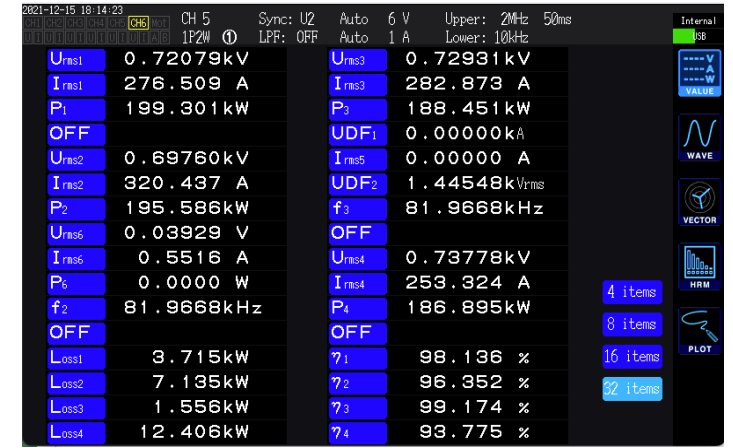 2021-12-15 18:14:23
CH1 CH2 CH3 CH4 CH5 CH6 Mot
U I U I U I U I U I U I A B
CH 5 Sync: U2 Auto 6 V Upper: 2MHz 50ms
1P2W ① LPF: OFF Auto 1 A Lower: 10kHz
Internal
USB
Urms1 0.72079kV Urms3 0.72931kV
Irms1 276.509 A Irms3 282.873 A
P1 199.301kW P3 188.451kW
OFF UDF1 0.00000kA
Urms2 0.69760kV Irms5 0.00000 A
Irms2 320.437 A UDF2 1.44548kVrms
P2 195.586kW f3 81.9668kHz
Urms6 0.03929 V OFF
Irms6 0.5516 A Urms4 0.73778kV
P6 0.0000 W Irms4 253.324 A
f2 81.9668kHz P4 186.895kW
OFF OFF
Loss1 3.715kW η1 98.136 %
Loss2 7.135kW η2 96.352 %
Loss3 1.556kW η3 99.174 %
Loss4 12.406kW η4 93.775 %
4 items
8 items
16 items
32 items
----V
----A
----W
VALUE
WAVE
VECTOR
HRM
PLOT